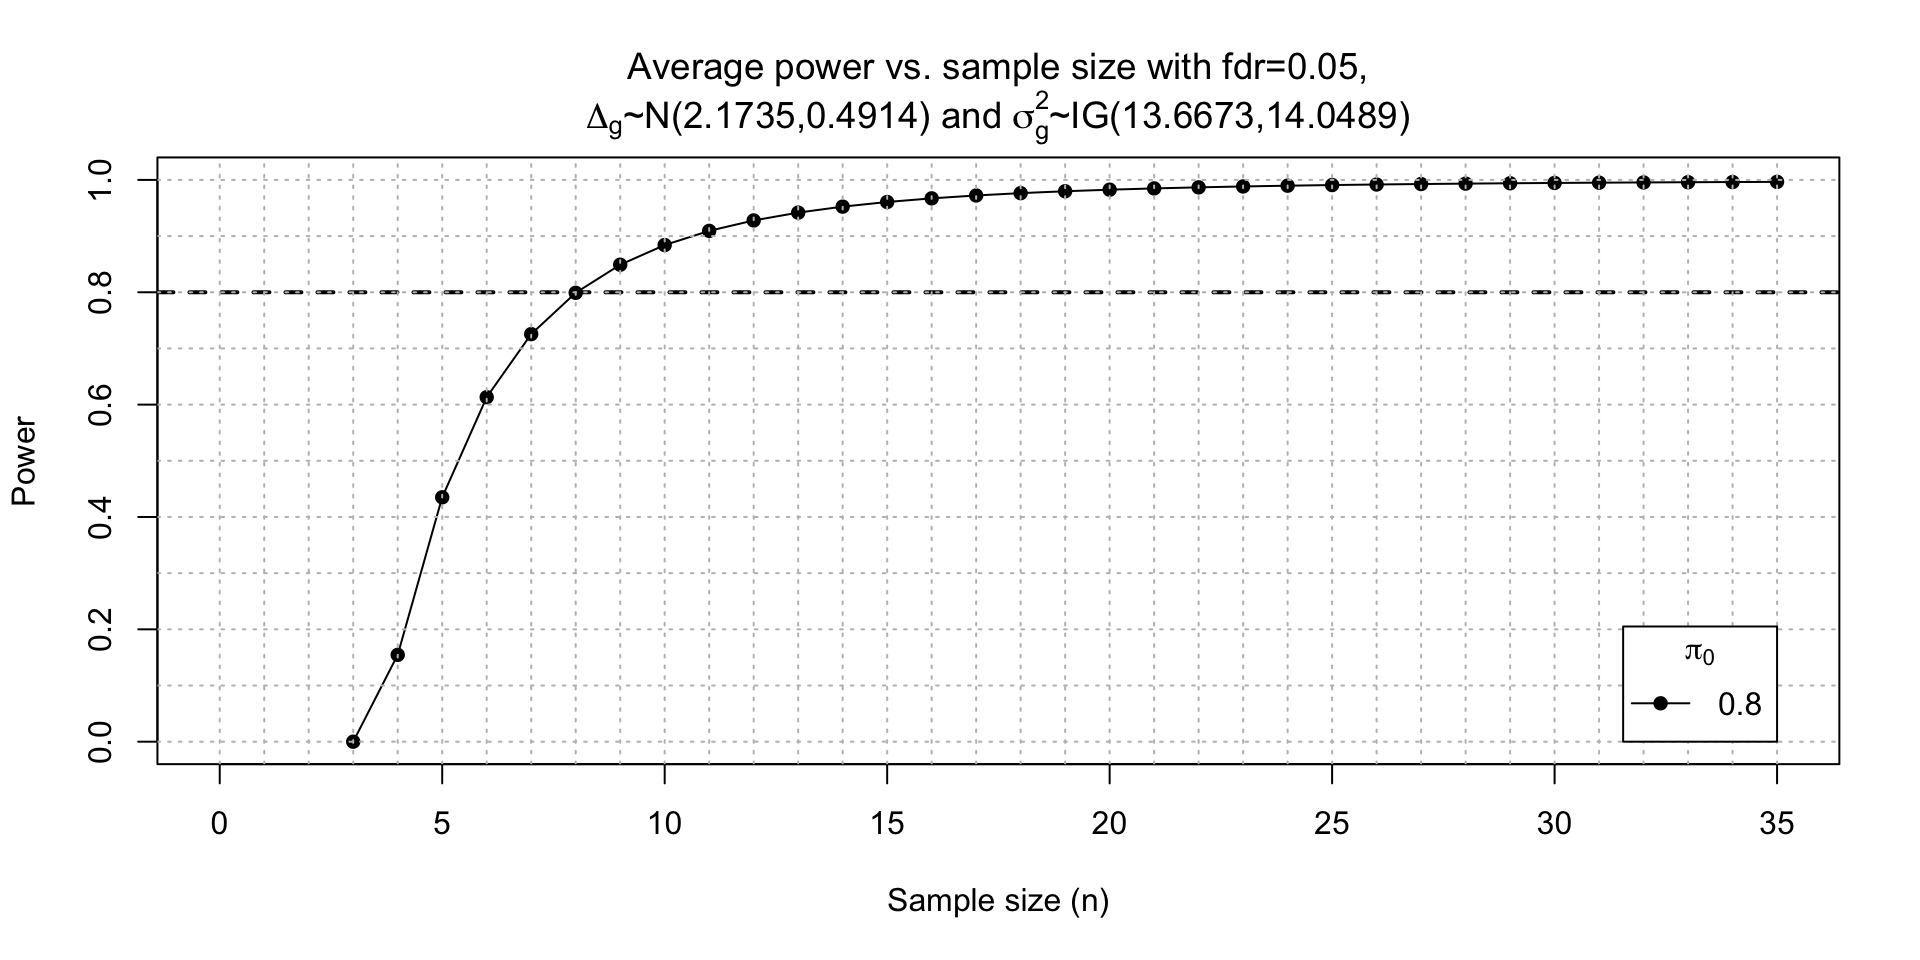 Average power vs. sample size with fdr=0.05,
Δg~N(2.1735,0.4914) and σg²~IG(13.6673,14.0489)
Power
1.0
0.8
0.6
0.4
0.2
0.0
π₀
0.8
0 5 10 15 20 25 30 35
Sample size (n)